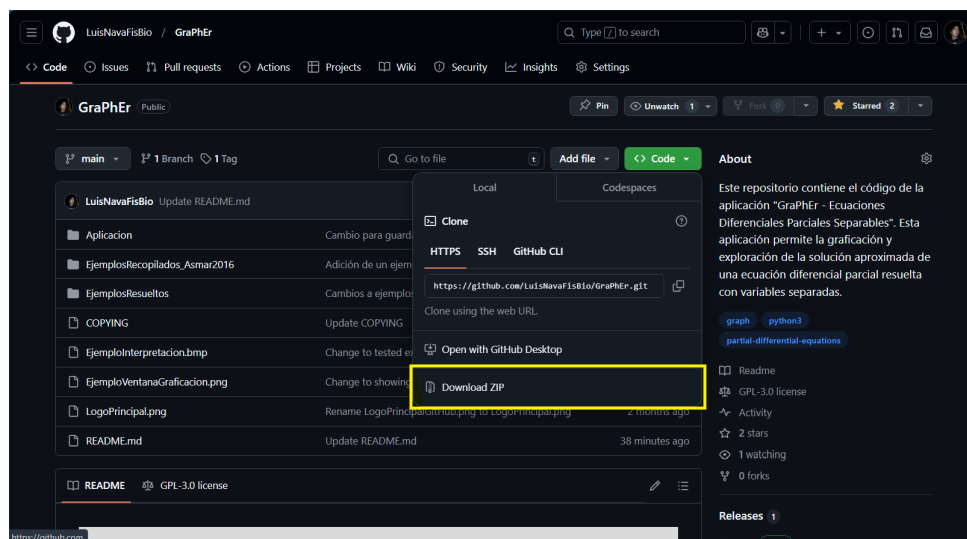 LuisNavaFisBio / GraPhEr
Type / to search
<> Code Issues Pull requests Actions Projects Wiki Security Insights Settings
GraPhEr Public
Pin Unwatch 1 Fork 0 Starred 2
main 1 Branch 1 Tag
Go to file t Add file <> Code
LuisNavaFisBio Update README.md
Aplicacion Cambio para guard
EjemplosRecopilados_Asmar2016 Adición de un ejem
EjemplosResueltos Cambios a ejemplo
COPYING Update COPYING
EjemploInterpretacion.bmp Change to tested ex
EjemploVentanaGraficacion.png Change to showing
LogoPrincipal.png Rename LogoPrincipalGitHub.png to LogoPrincipal.png 2 months ago
README.md Update README.md 38 minutes ago
README GPL-3.0 license
Local Codespaces
Clone
HTTPS SSH GitHub CLI
https://github.com/LuisNavaFisBio/GraPhEr.git
Clone using the web URL.
Open with GitHub Desktop
Download ZIP
About
Este repositorio contiene el código de la
aplicación "GraPhEr - Ecuaciones
Diferenciales Parciales Separables". Esta
aplicación permite la graficación y
exploración de la solución aproximada de
una ecuación diferencial parcial resuelta
con variables separadas.
graph python3
partial-differential-equations
Readme
GPL-3.0 license
Activity
2 stars
1 watching
0 forks
Releases 1
https://github.com